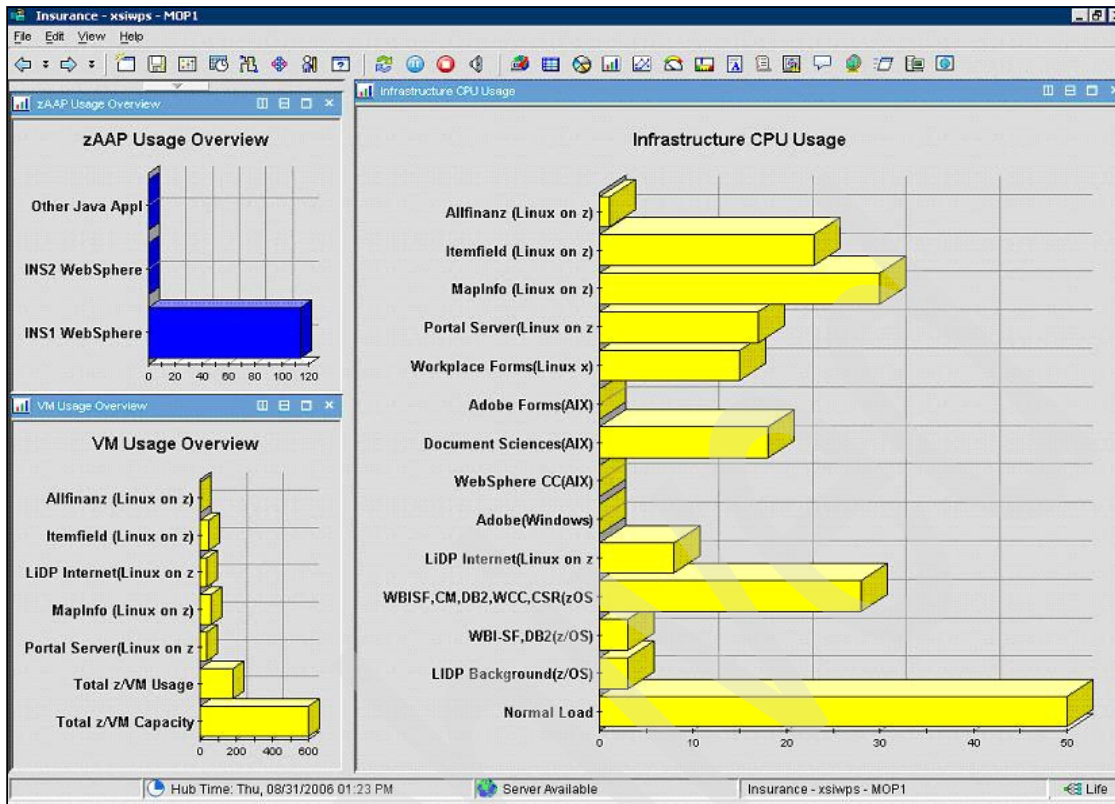 Insurance - xsiwps - MOP1
File Edit View Help
zAAP Usage Overview
zAAP Usage Overview
Other Java Appl
INS2 WebSphere
INS1 WebSphere
0 20 40 60 80 100 120
VM Usage Overview
VM Usage Overview
Allfinanz (Linux on z)
Itemfield (Linux on z)
LiDP Internet(Linux on z
MapInfo (Linux on z)
Portal Server(Linux on z
Total z/VM Usage
Total z/VM Capacity
0 200 400 600
Infrastructure CPU Usage
Infrastructure CPU Usage
Allfinanz (Linux on z)
Itemfield (Linux on z)
MapInfo (Linux on z)
Portal Server(Linux on z
Workplace Forms(Linux x)
Adobe Forms(AIX)
Document Sciences(AIX)
WebSphere CC(AIX)
Adobe(Windows)
LiDP Internet(Linux on z
WBISF,CM,DB2,WCC,CSR(zOS
WBI-SF,DB2(z/OS)
LIDP Background(z/OS)
Normal Load
0 10 20 30 40 50
Hub Time: Thu, 08/31/2006 01:23 PM
Server Available
Insurance - xsiwps - MOP1
Life